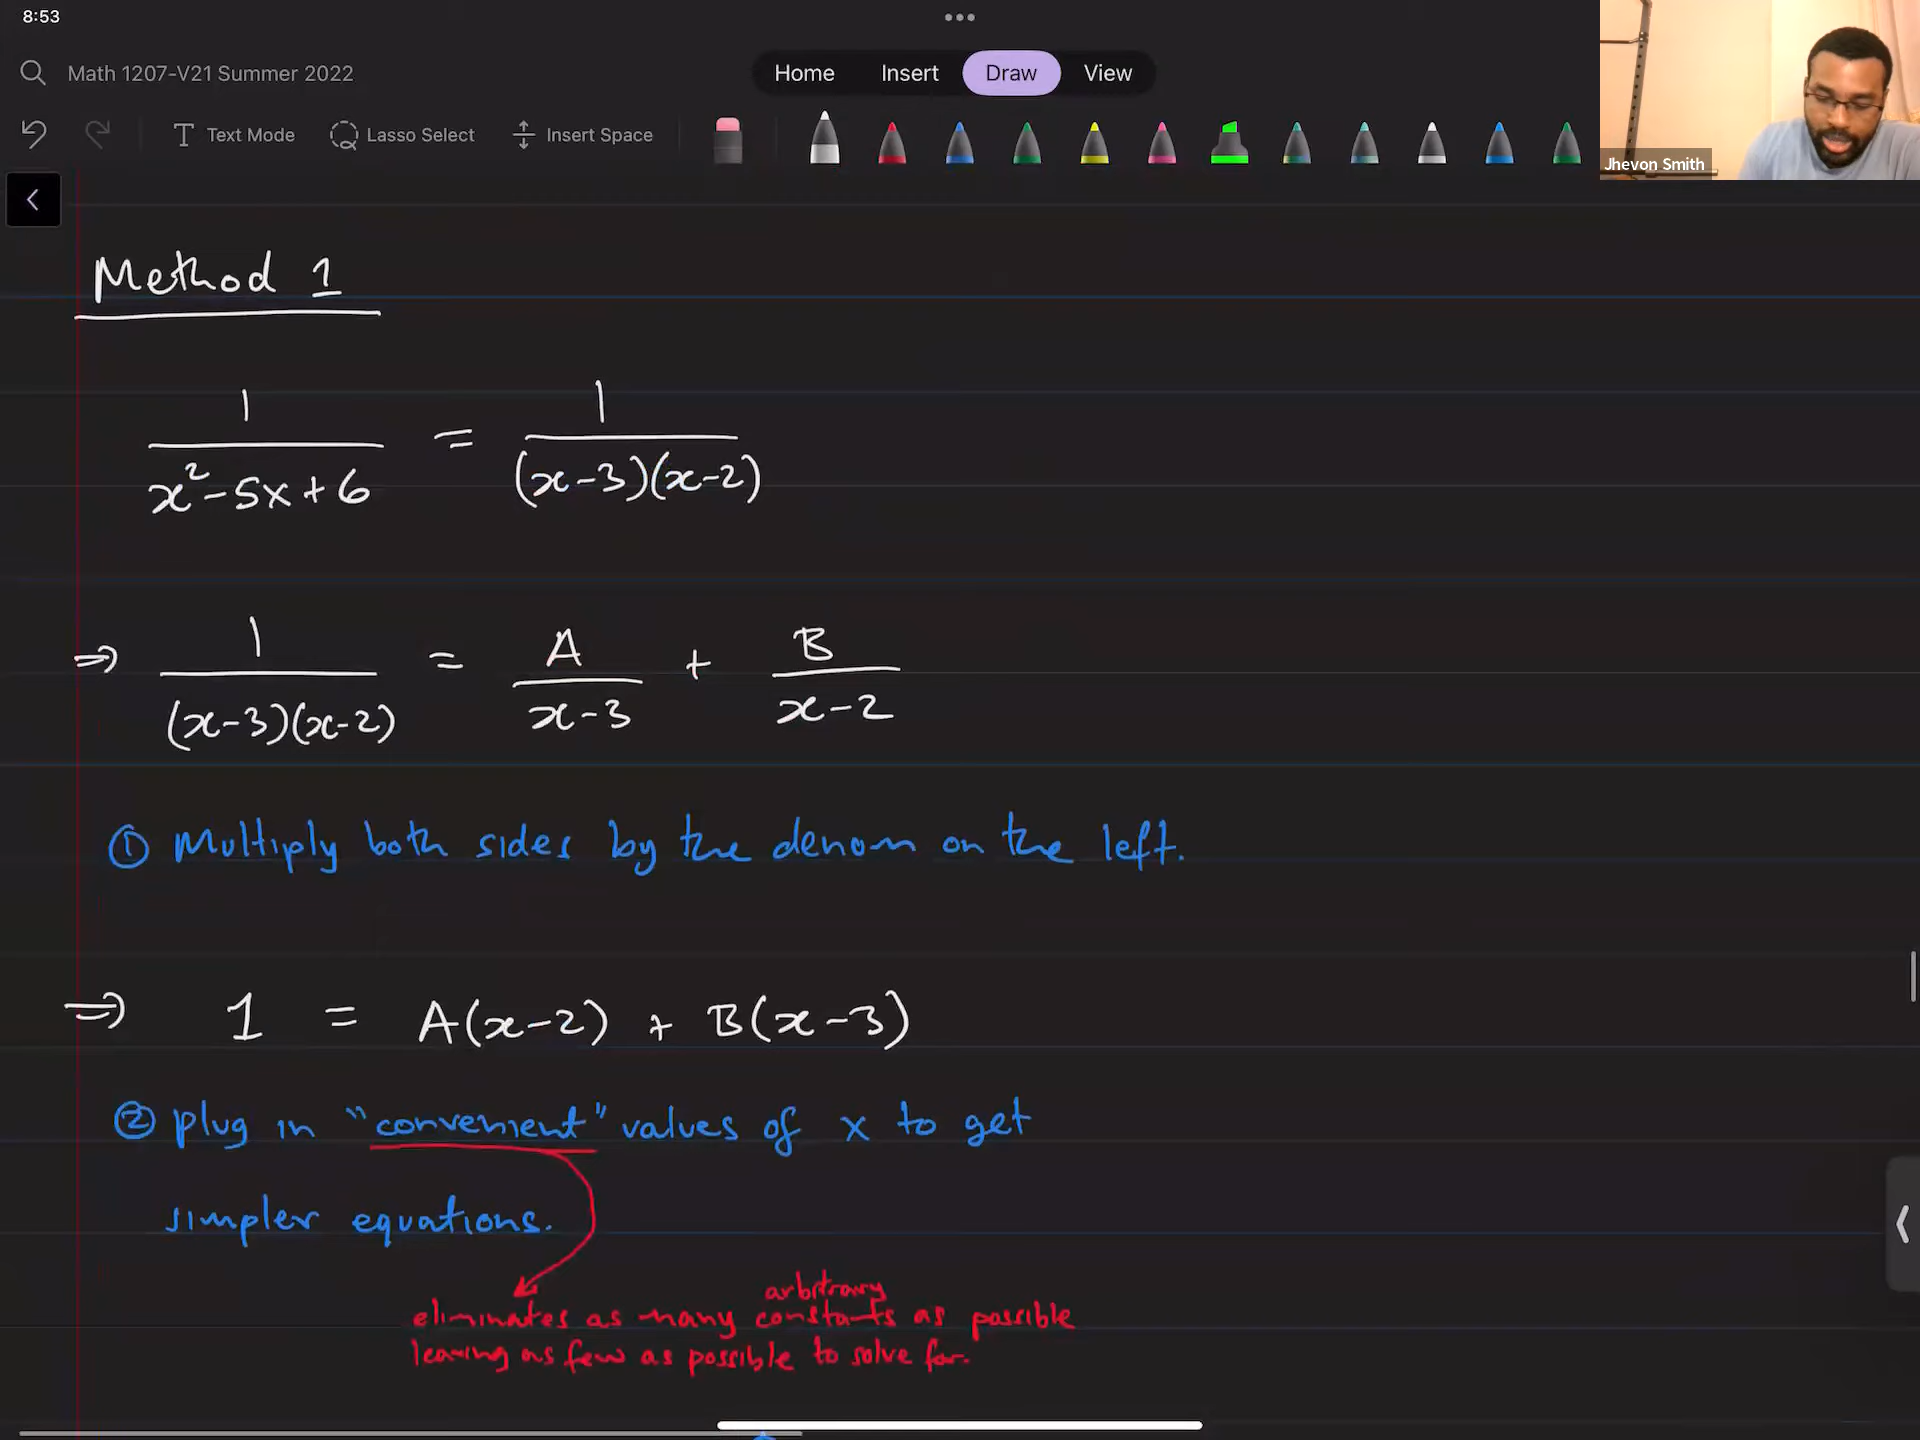 8:53
Math 1207-V21 Summer 2022
Home Insert Draw View
Text Mode Lasso Select Insert Space
Jhevon Smith
Method 1
1/(x²-5x+6) = 1/((x-3)(x-2))
⇒ 1/((x-3)(x-2)) = A/(x-3) + B/(x-2)
① Multiply both sides by the denom on the left.
⇒ 1 = A(x-2) + B(x-3)
② plug in "convenient" values of x to get
simpler equations.
arbitrary
eliminates as many constants as possible
leaving as few as possible to solve for.